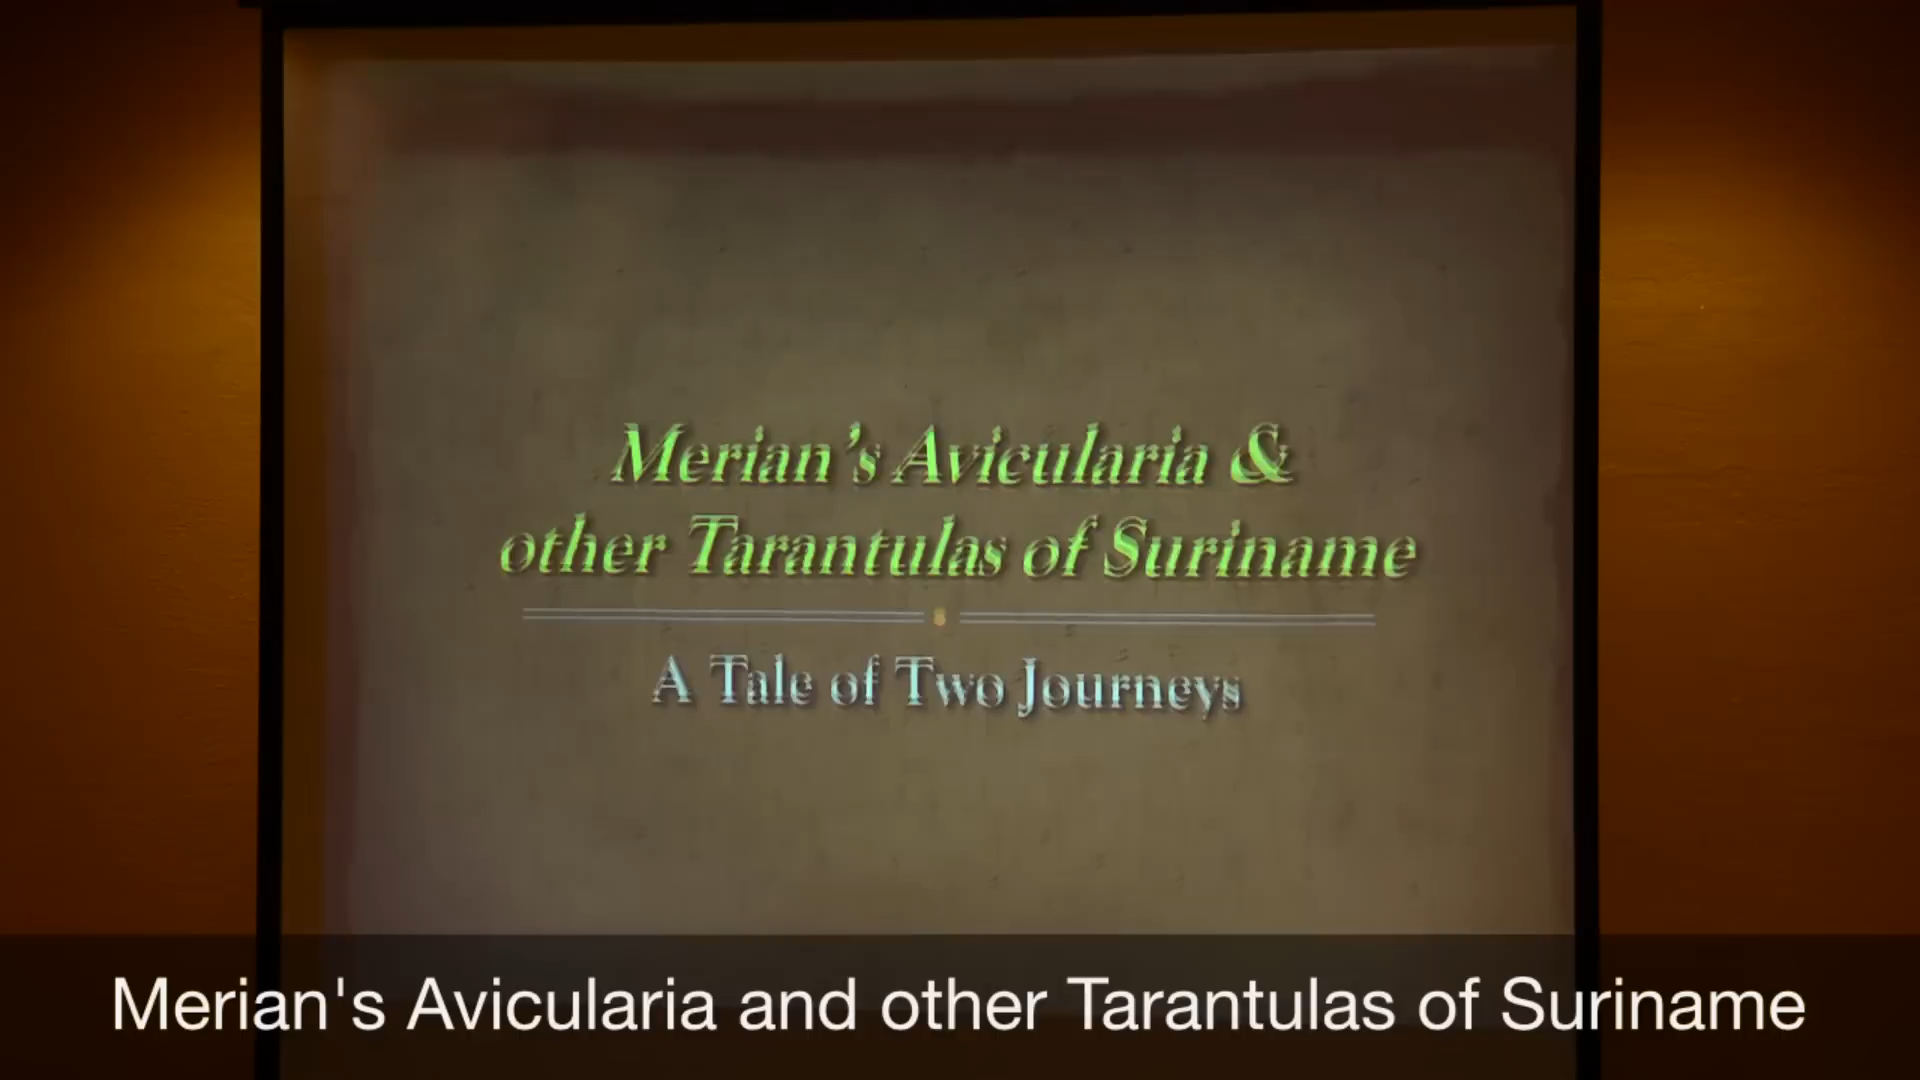 Merian's Avicularia &
other Tarantulas of Suriname
A Tale of Two Journeys
Merian's Avicularia and other Tarantulas of Suriname